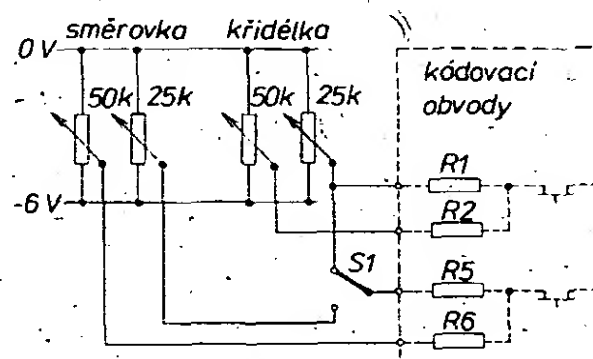 směrovka křidélka
0 V
kódovací
obvody
50k 25k 50k 25k
R1
-6 V
R2
S1
R5
R6